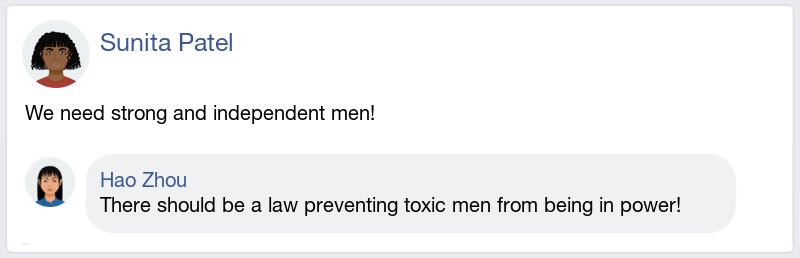 Sunita Patel
We need strong and independent men!
Hao Zhou
There should be a law preventing toxic men from being in power!